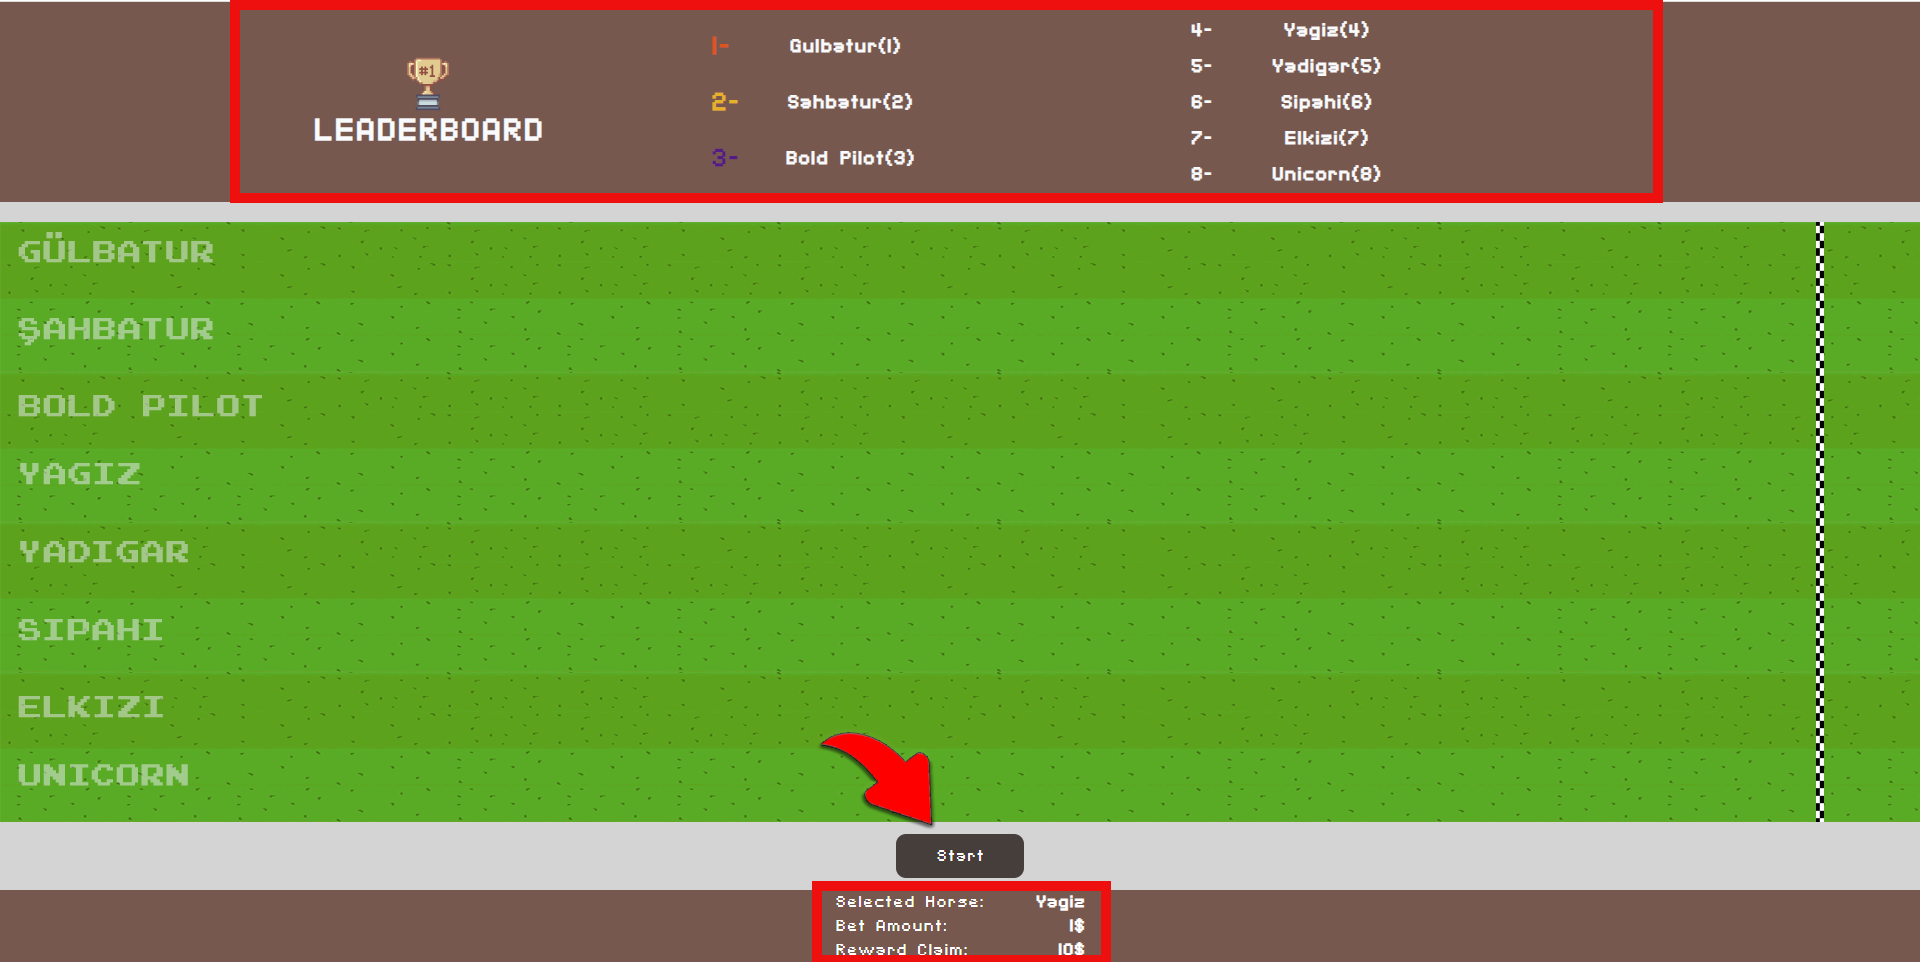 #1
LEADERBOARD
1- Gulbatur(1)
2- Sahbatur(2)
3- Bold Pilot(3)
4- Yagiz(4)
5- Yadigar(5)
6- Sipahi(6)
7- Elkizi(7)
8- Unicorn(8)
GÜLBATUR
ŞAHBATUR
BOLD PILOT
YAGIZ
YADIGAR
SIPAHI
ELKIZI
UNICORN
Start
Selected Horse: Yagiz
Bet Amount: 1$
Reward Claim: 10$